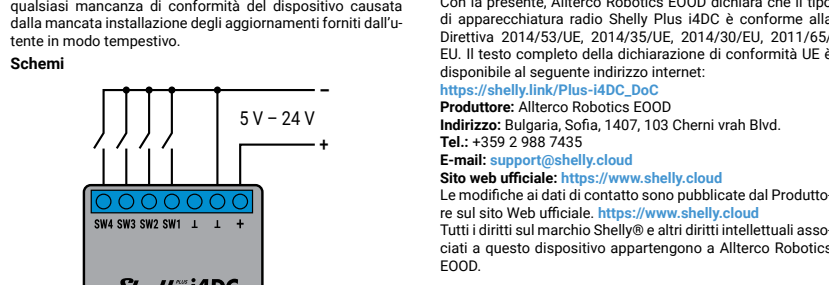 qualsiasi mancanza di conformità del dispositivo causata
dalla mancata installazione degli aggiornamenti forniti dall'u-
tente in modo tempestivo.
Schemi
5 V – 24 V
–
+
SW4 SW3 SW2 SW1 ⊥ ⊥ +
Shelly PLUS i4DC
Con la presente, Allterco Robotics EOOD dichiara che il tipo
di apparecchiatura radio Shelly Plus i4DC è conforme alla
Direttiva 2014/53/UE, 2014/35/UE, 2014/30/EU, 2011/65/
EU. Il testo completo della dichiarazione di conformità UE è
disponibile al seguente indirizzo internet:
https://shelly.link/Plus-i4DC_DoC
Produttore: Allterco Robotics EOOD
Indirizzo: Bulgaria, Sofia, 1407, 103 Cherni vrah Blvd.
Tel.: +359 2 988 7435
E-mail: support@shelly.cloud
Sito web ufficiale: https://www.shelly.cloud
Le modifiche ai dati di contatto sono pubblicate dal Produtto-
re sul sito Web ufficiale. https://www.shelly.cloud
Tutti i diritti sul marchio Shelly® e altri diritti intellettuali asso-
ciati a questo dispositivo appartengono a Allterco Robotics
EOOD.